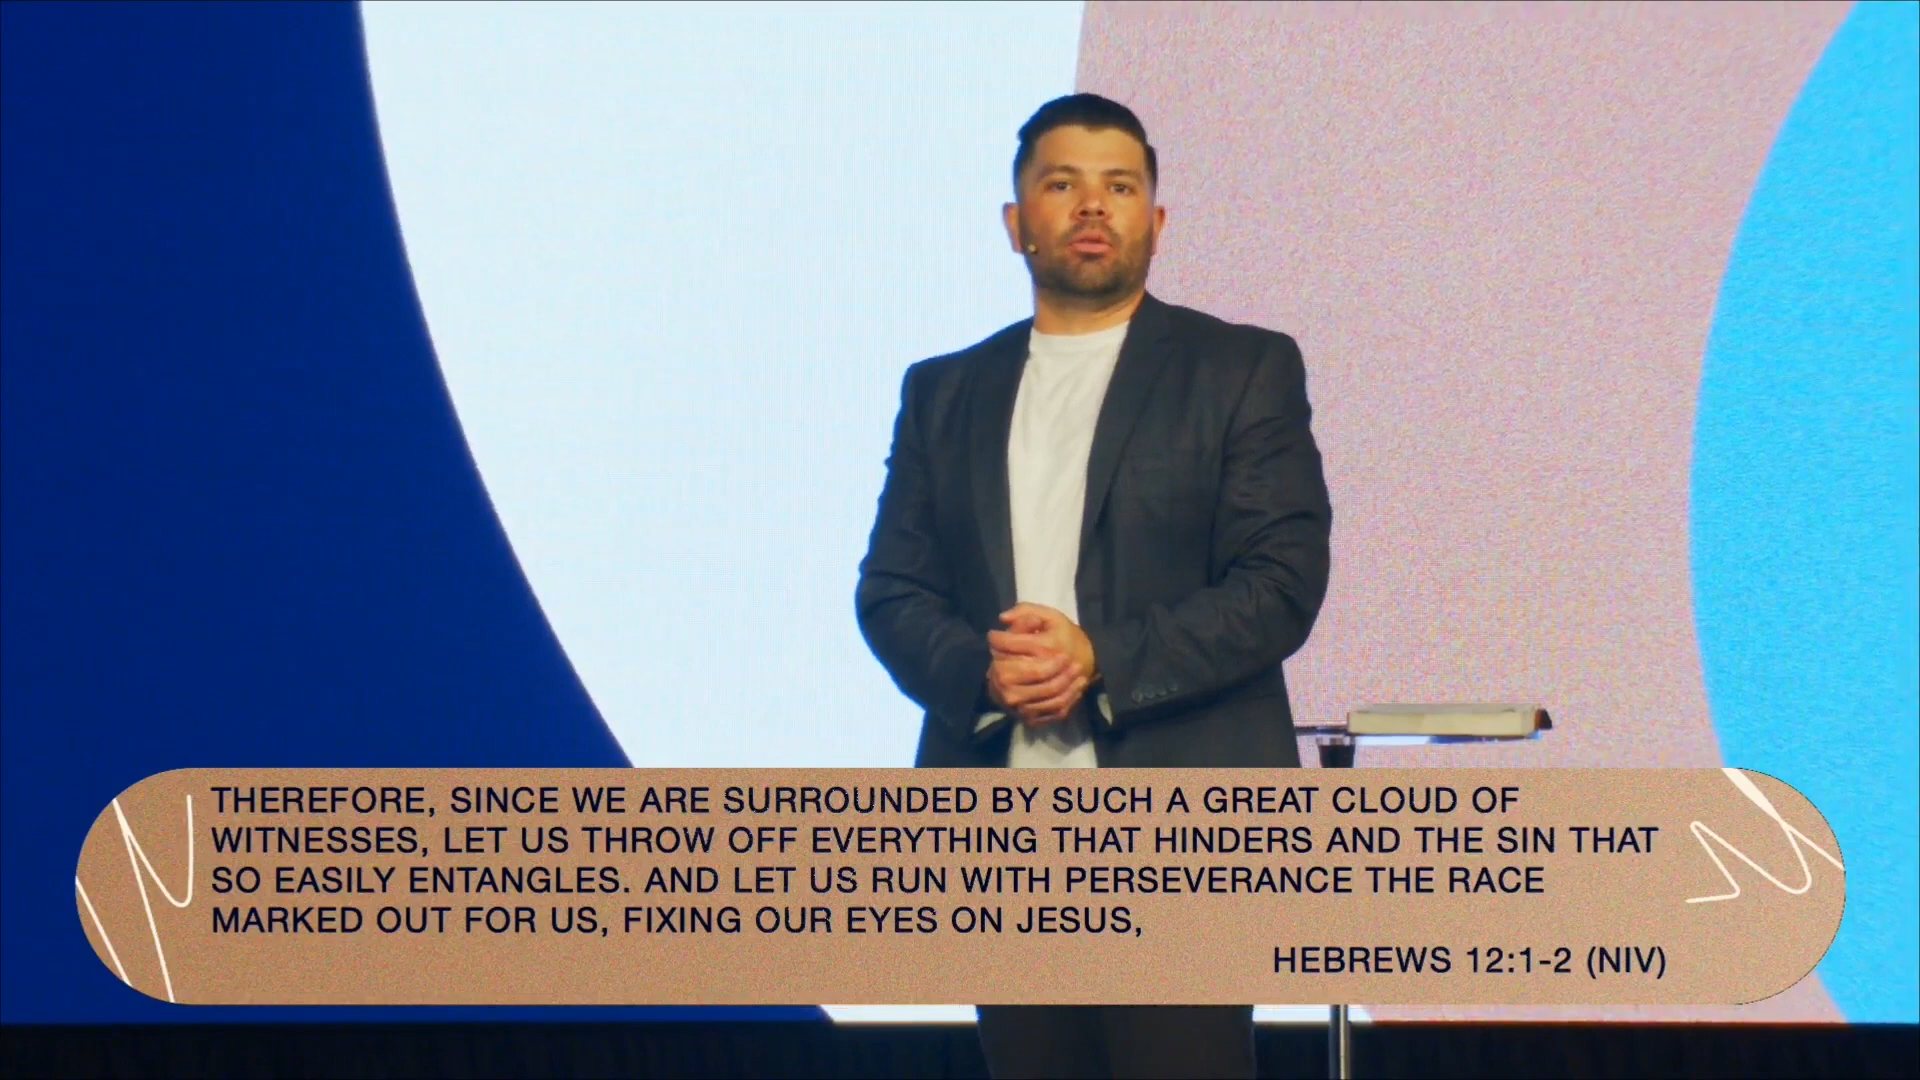 THEREFORE, SINCE WE ARE SURROUNDED BY SUCH A GREAT CLOUD OF
WITNESSES, LET US THROW OFF EVERYTHING THAT HINDERS AND THE SIN THAT
SO EASILY ENTANGLES. AND LET US RUN WITH PERSEVERANCE THE RACE
MARKED OUT FOR US, FIXING OUR EYES ON JESUS,
HEBREWS 12:1-2 (NIV)